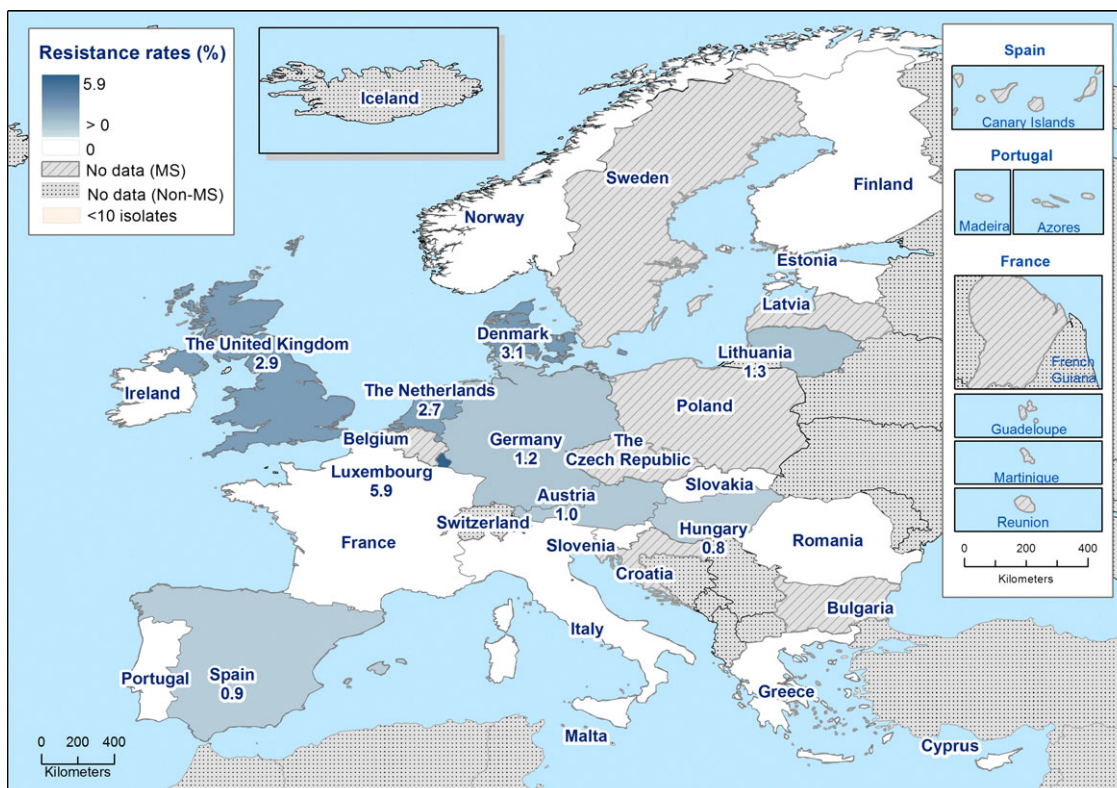 Resistance rates (%)
5.9
> 0
0
No data (MS)
No data (Non-MS)
<10 isolates
Iceland
Spain
Canary Islands
Portugal
Madeira
Azores
France
French
Guiana
Guadeloupe
Martinique
Reunion
0 200 400
Kilometers
Sweden
Finland
Norway
Estonia
Latvia
Denmark
3.1
The United Kingdom
2.9
Lithuania
1.3
Ireland
The Netherlands
2.7
Poland
Belgium
Germany
1.2
The
Czech Republic
Luxembourg
5.9
Slovakia
Austria
1.0
Switzerland
Hungary
0.8
France
Slovenia
Romania
Croatia
Bulgaria
Italy
Portugal
Spain
0.9
Greece
Malta
Cyprus
0 200 400
Kilometers